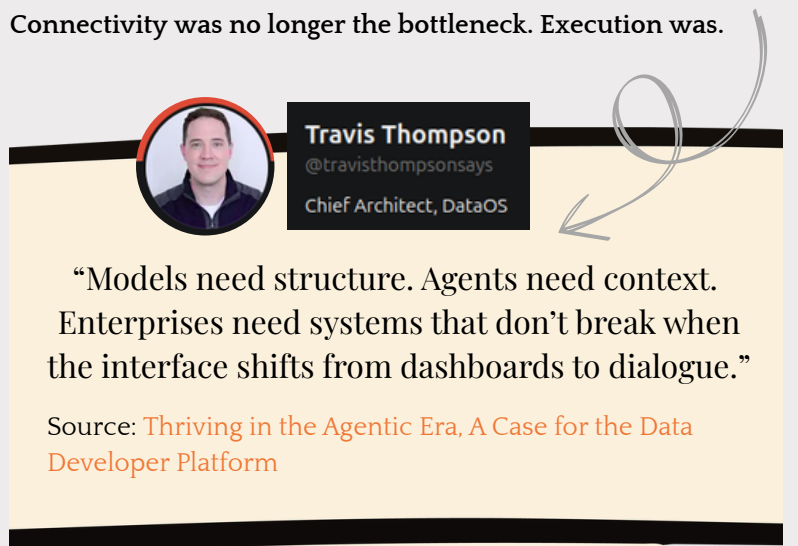 Connectivity was no longer the bottleneck. Execution was.
Travis Thompson
@travisthompsonsays
Chief Architect, DataOS
“Models need structure. Agents need context.
Enterprises need systems that don’t break when
the interface shifts from dashboards to dialogue.”
Source: Thriving in the Agentic Era, A Case for the Data
Developer Platform